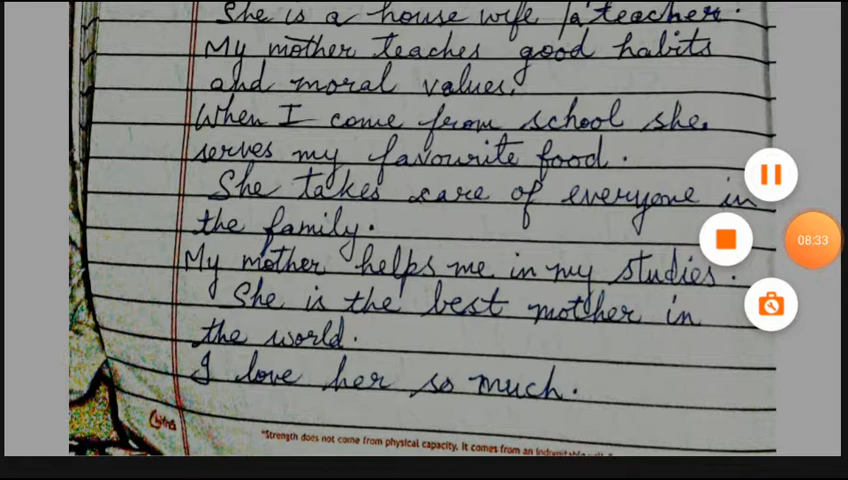 She is a house wife / a teacher.
My mother teaches good habits
and moral values.
When I come from school she
serves my favourite food.
She takes care of everyone in
the family.
My mother helps me in my studies.
She is the best mother in
the world.
I love her so much.
08:33
"Strength does not come from physical capacity. It comes from an indomitable will."